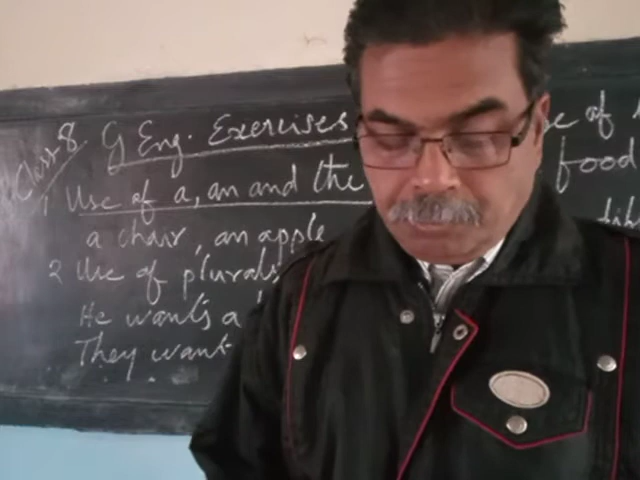 Class 8
G Eng. Exercises
1 Use of a, an and the
a chair, an apple
2 Use of plurals
He wants a
They want
of
food